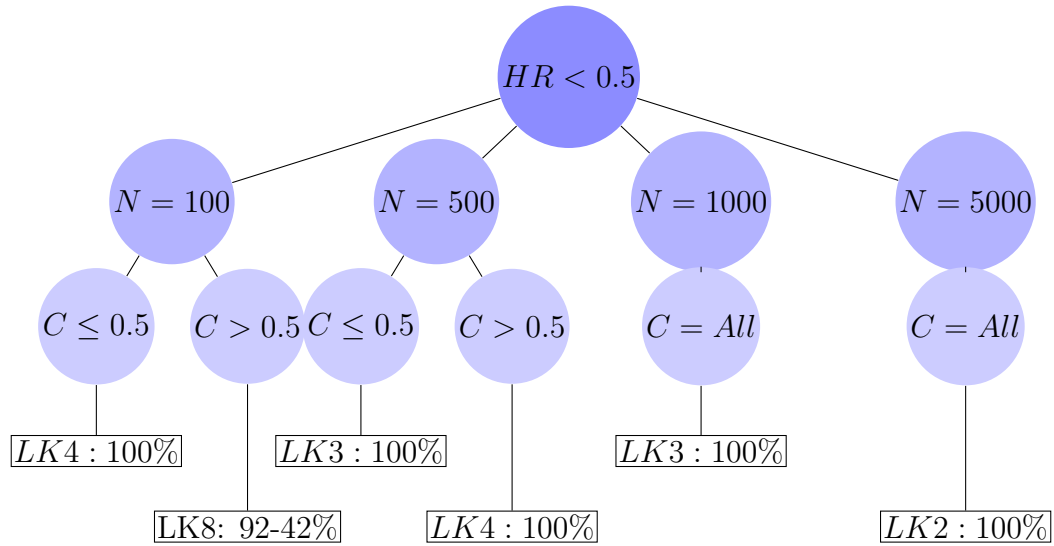 HR < 0.5
N = 100
N = 500
N = 1000
N = 5000
C ≤ 0.5
C > 0.5
C ≤ 0.5
C > 0.5
C = All
C = All
LK4 : 100%
LK3 : 100%
LK3 : 100%
LK8: 92-42%
LK4 : 100%
LK2 : 100%